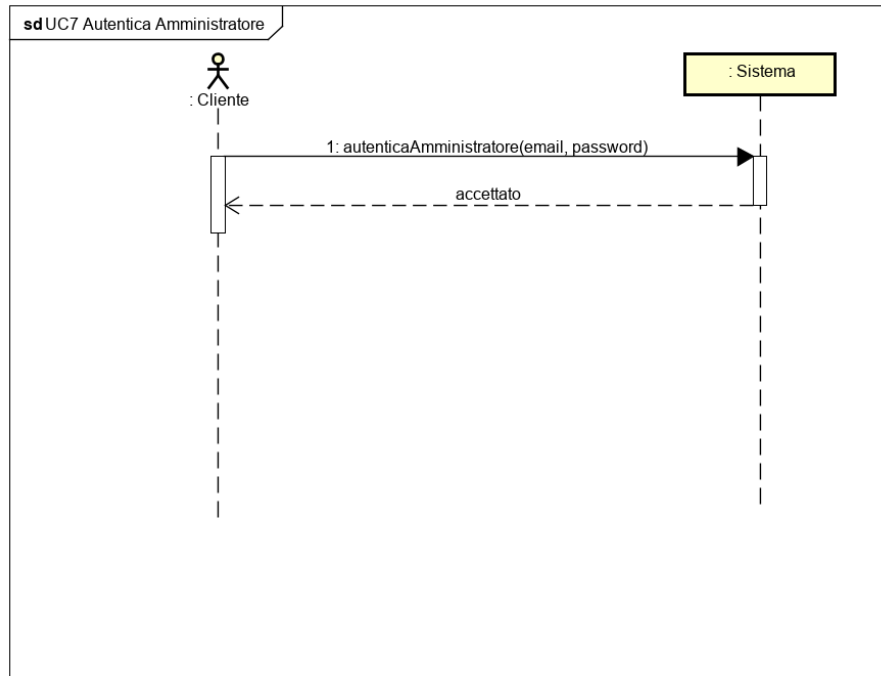 sd UC7 Autentica Amministratore
: Cliente
: Sistema
1: autenticaAmministratore(email, password)
accettato